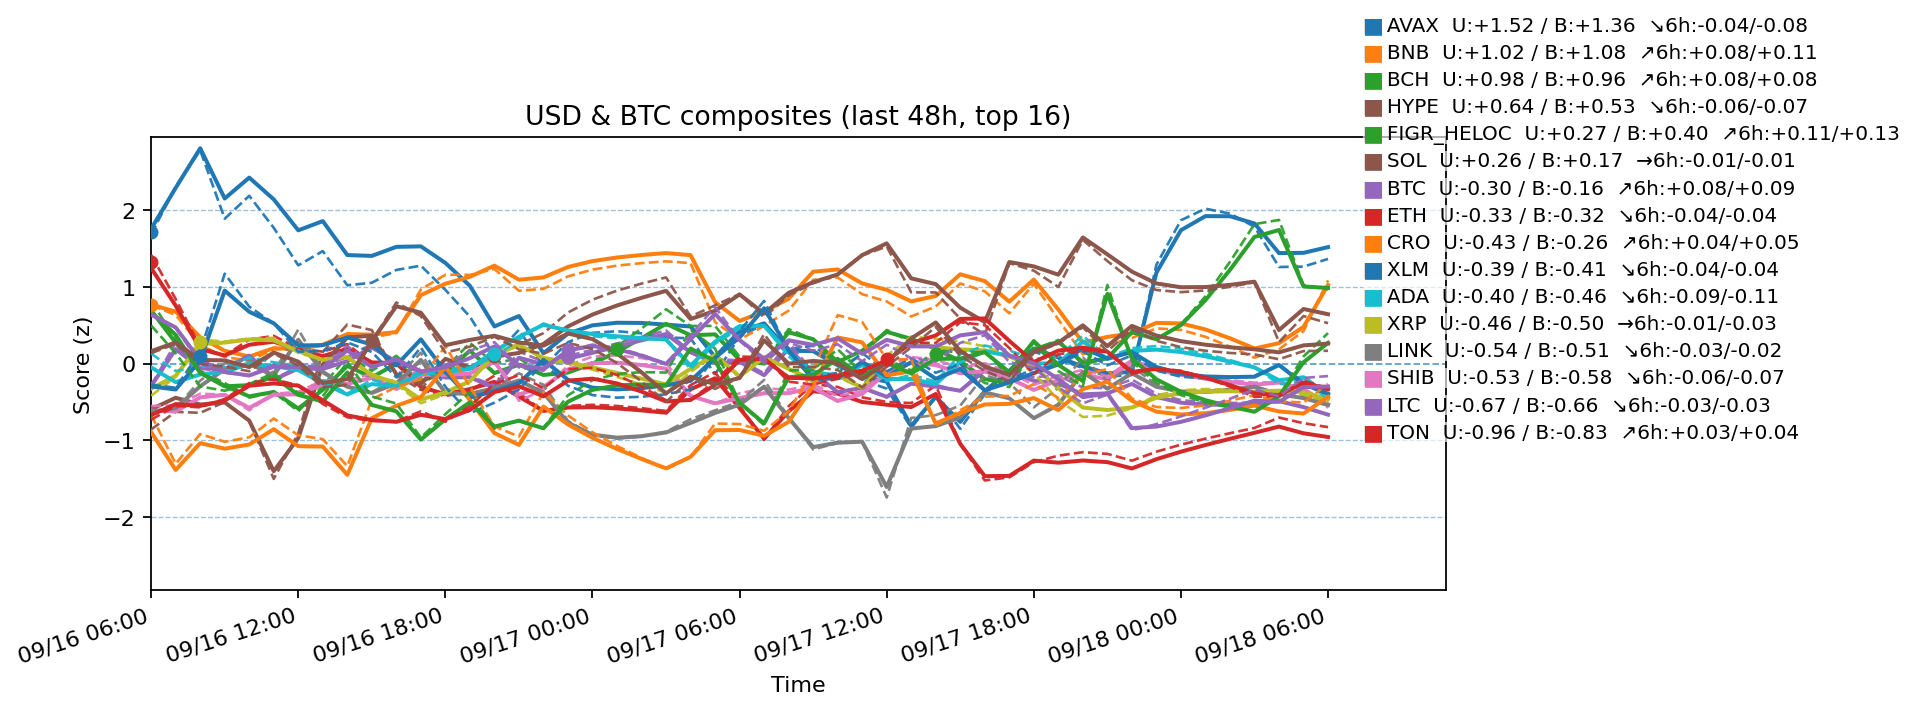 AVAX  U:+1.52 / B:+1.36  ↘6h:-0.04/-0.08
BNB  U:+1.02 / B:+1.08  ↗6h:+0.08/+0.11
BCH  U:+0.98 / B:+0.96  ↗6h:+0.08/+0.08
HYPE  U:+0.64 / B:+0.53  ↘6h:-0.06/-0.07
FIGR_HELOC  U:+0.27 / B:+0.40  ↗6h:+0.11/+0.13
SOL  U:+0.26 / B:+0.17  →6h:-0.01/-0.01
BTC  U:-0.30 / B:-0.16  ↗6h:+0.08/+0.09
ETH  U:-0.33 / B:-0.32  ↘6h:-0.04/-0.04
CRO  U:-0.43 / B:-0.26  ↗6h:+0.04/+0.05
XLM  U:-0.39 / B:-0.41  ↘6h:-0.04/-0.04
ADA  U:-0.40 / B:-0.46  ↘6h:-0.09/-0.11
XRP  U:-0.46 / B:-0.50  →6h:-0.01/-0.03
LINK  U:-0.54 / B:-0.51  ↘6h:-0.03/-0.02
SHIB  U:-0.53 / B:-0.58  ↘6h:-0.06/-0.07
LTC  U:-0.67 / B:-0.66  ↘6h:-0.03/-0.03
TON  U:-0.96 / B:-0.83  ↗6h:+0.03/+0.04
USD & BTC composites (last 48h, top 16)
Score (z)
2
1
0
−1
−2
09/16 06:00
09/16 12:00
09/16 18:00
09/17 00:00
09/17 06:00
09/17 12:00
09/17 18:00
09/18 00:00
09/18 06:00
Time